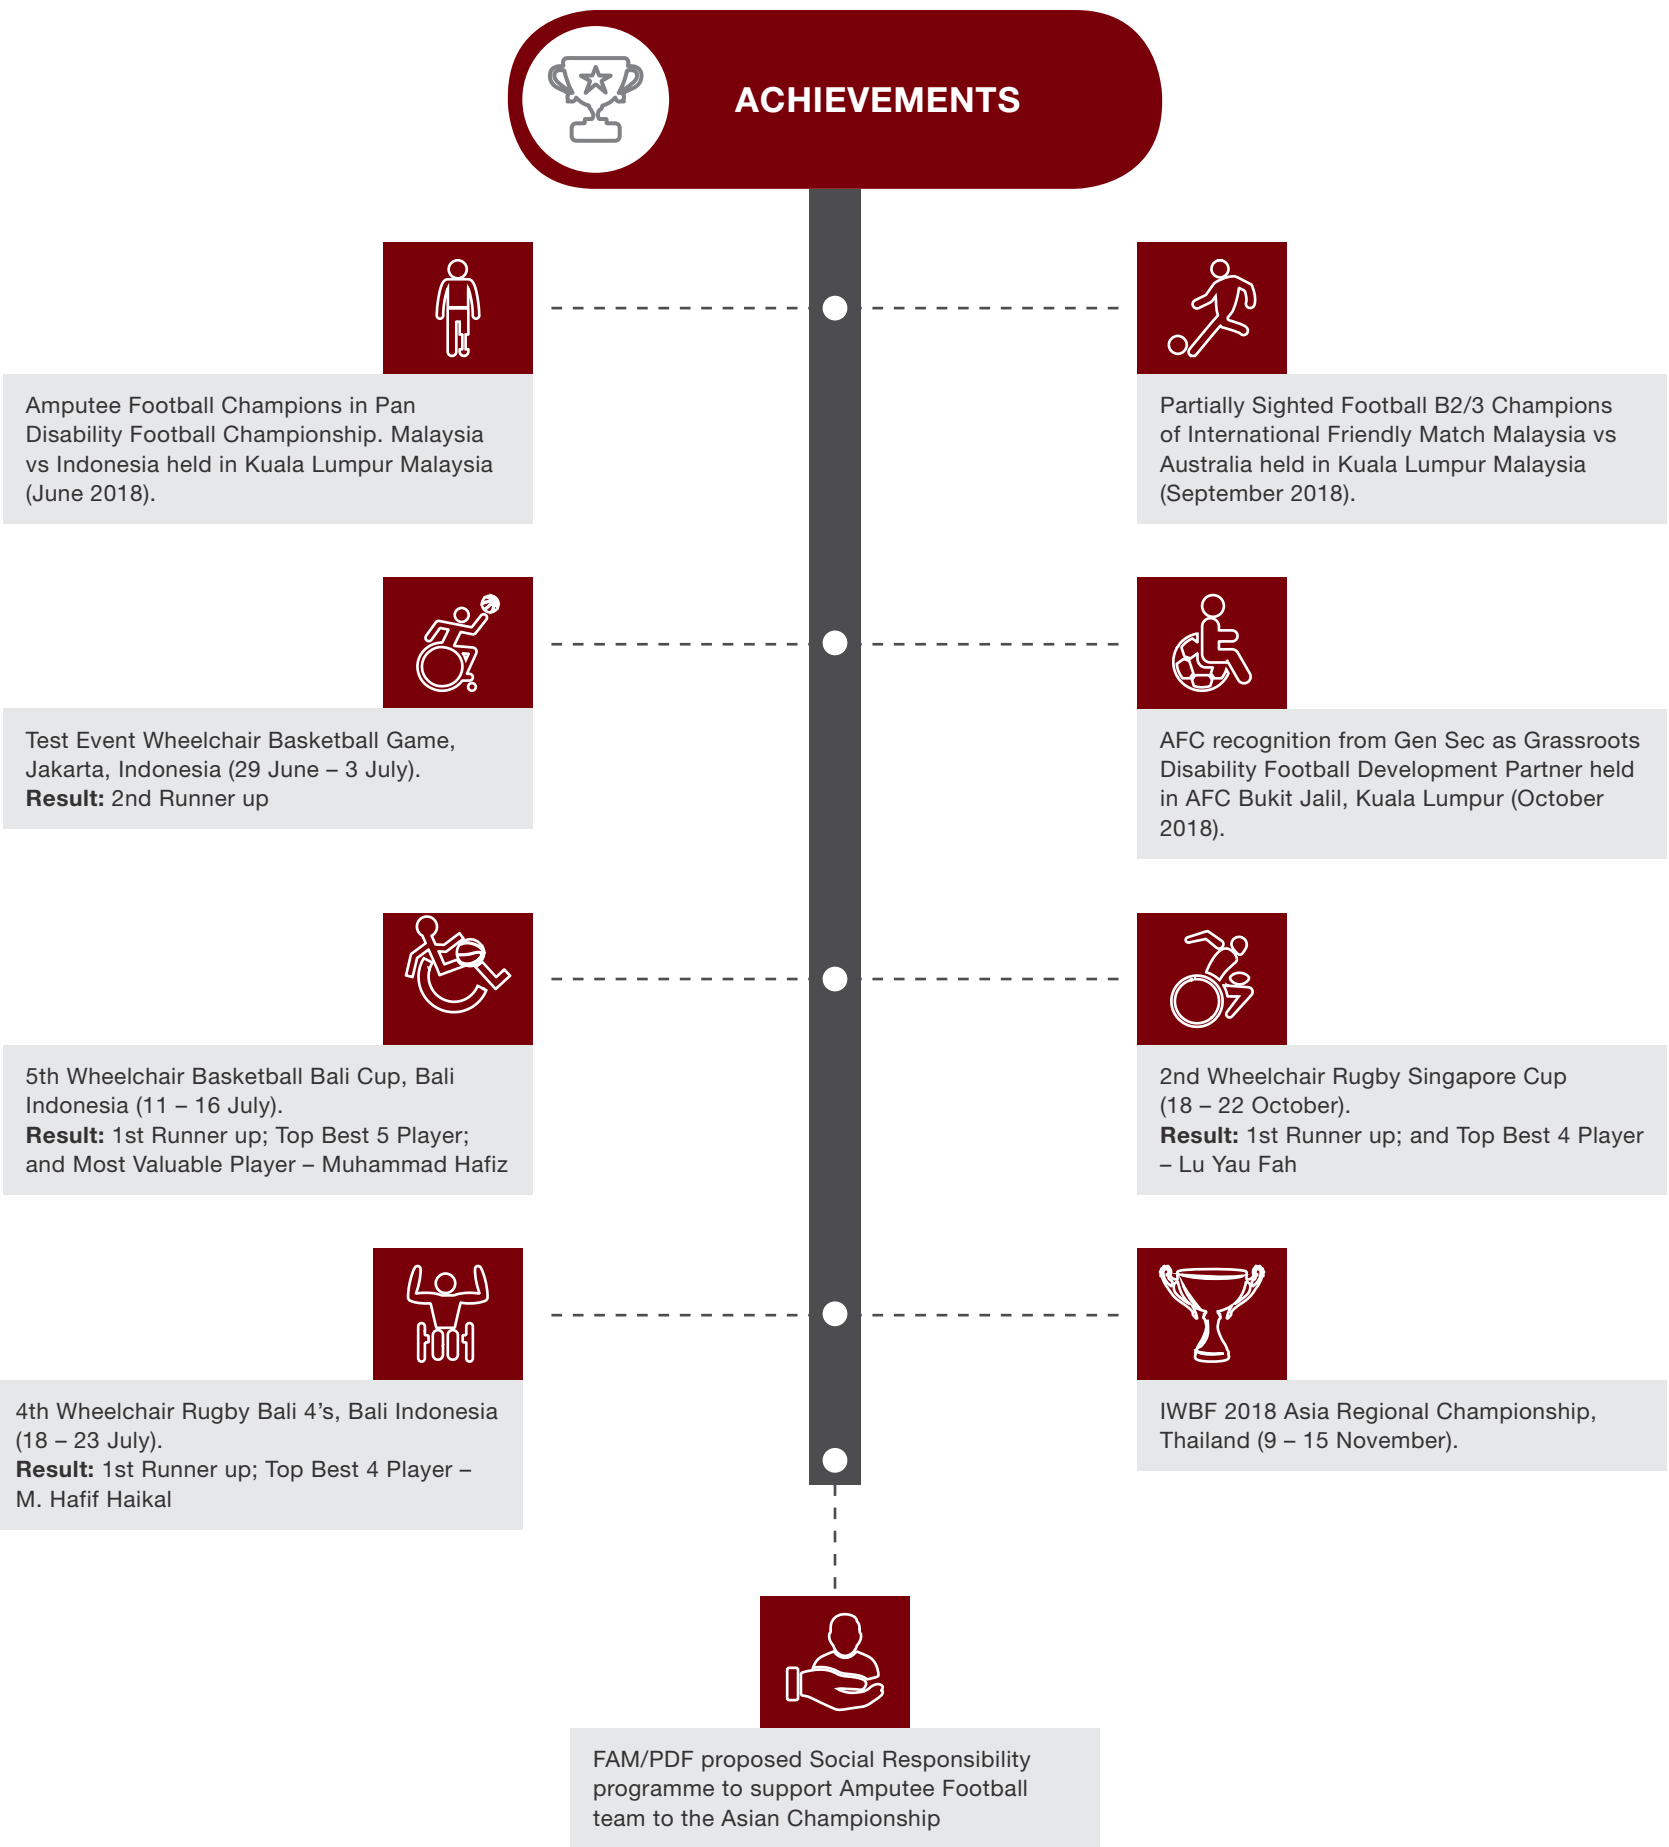 ACHIEVEMENTS
Amputee Football Champions in Pan
Disability Football Championship. Malaysia
vs Indonesia held in Kuala Lumpur Malaysia
(June 2018).
Partially Sighted Football B2/3 Champions
of International Friendly Match Malaysia vs
Australia held in Kuala Lumpur Malaysia
(September 2018).
Test Event Wheelchair Basketball Game,
Jakarta, Indonesia (29 June – 3 July).
Result: 2nd Runner up
AFC recognition from Gen Sec as Grassroots
Disability Football Development Partner held
in AFC Bukit Jalil, Kuala Lumpur (October
2018).
5th Wheelchair Basketball Bali Cup, Bali
Indonesia (11 – 16 July).
Result: 1st Runner up; Top Best 5 Player;
and Most Valuable Player – Muhammad Hafiz
2nd Wheelchair Rugby Singapore Cup
(18 – 22 October).
Result: 1st Runner up; and Top Best 4 Player
– Lu Yau Fah
4th Wheelchair Rugby Bali 4’s, Bali Indonesia
(18 – 23 July).
Result: 1st Runner up; Top Best 4 Player –
M. Hafif Haikal
IWBF 2018 Asia Regional Championship,
Thailand (9 – 15 November).
FAM/PDF proposed Social Responsibility
programme to support Amputee Football
team to the Asian Championship